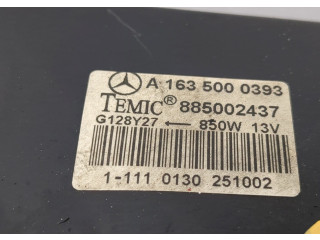 A 163 500 0393
TEMIC® 885002437
G128Y27 ← 850W 13V
1-111 0130 251002